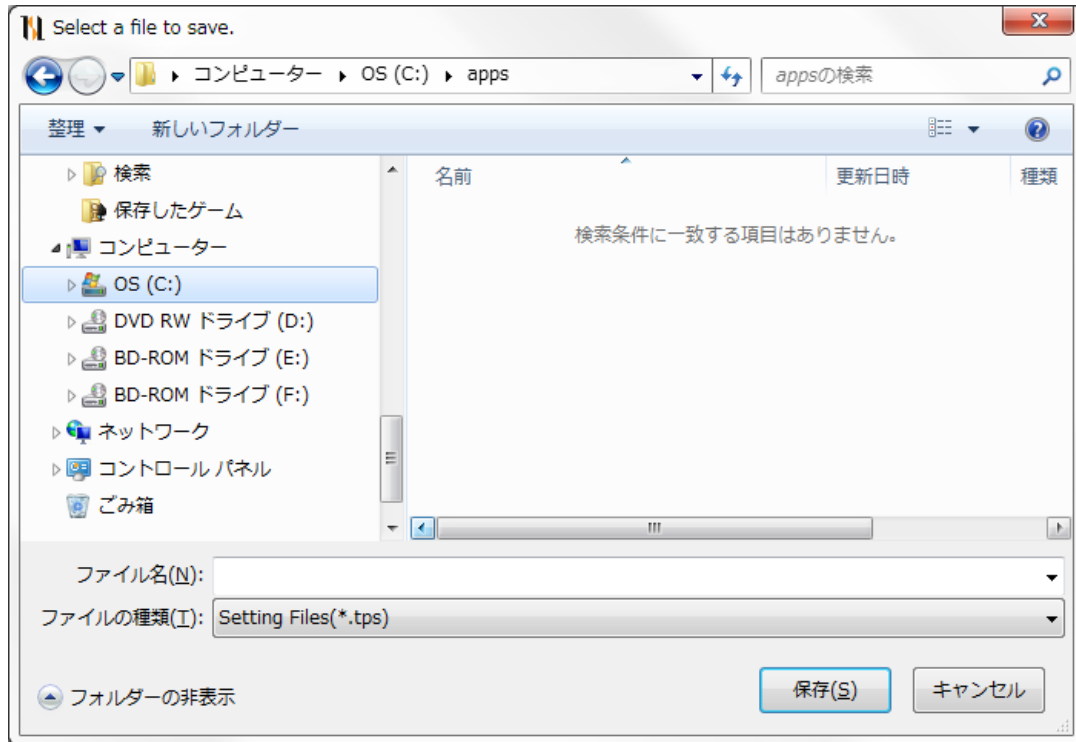 Select a file to save.
コンピューター OS (C:) apps
appsの検索
整理 新しいフォルダー
検索
保存したゲーム
コンピューター
OS (C:)
DVD RW ドライブ (D:)
BD-ROM ドライブ (E:)
BD-ROM ドライブ (F:)
ネットワーク
コントロール パネル
ごみ箱
名前 更新日時 種類
検索条件に一致する項目はありません。
ファイル名(N):
ファイルの種類(T): Setting Files(*.tps)
フォルダーの非表示
保存(S) キャンセル